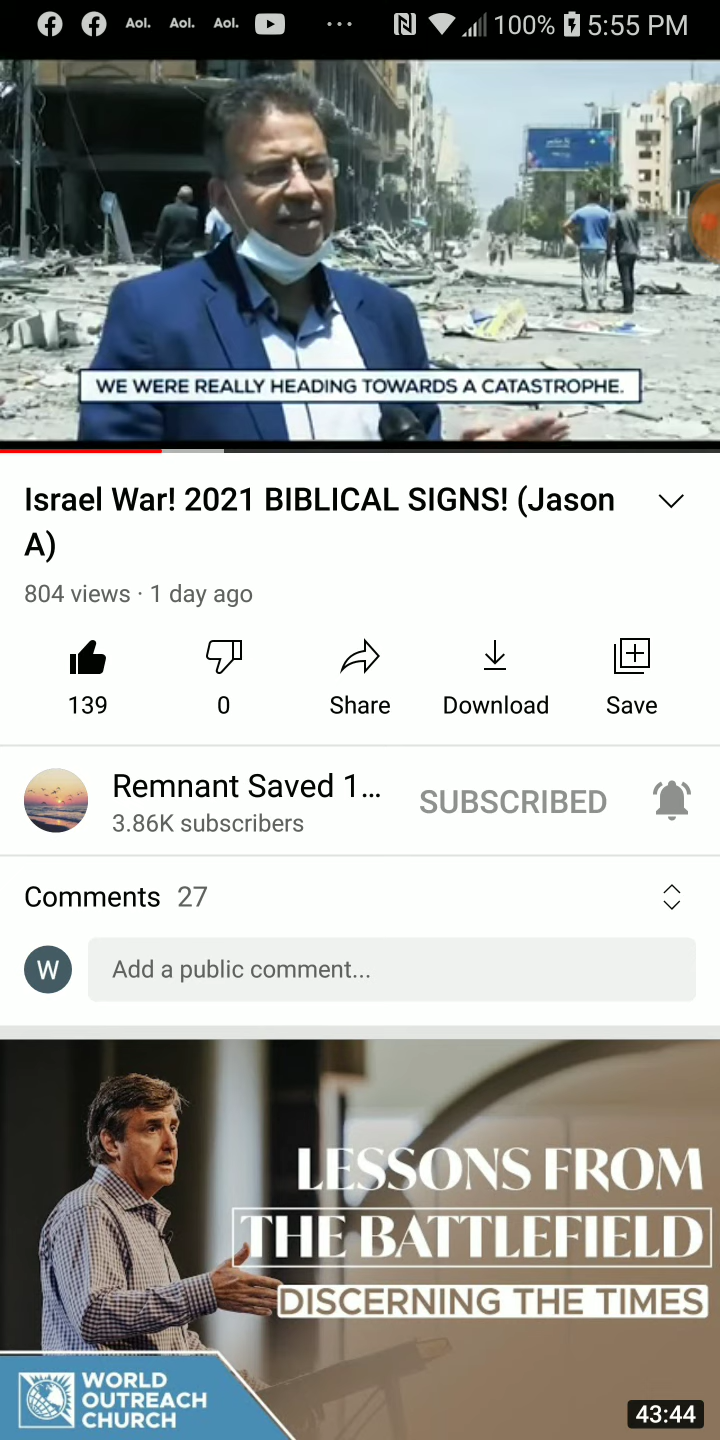 Aol. Aol. Aol. ... 100% 5:55 PM
WE WERE REALLY HEADING TOWARDS A CATASTROPHE.
Israel War! 2021 BIBLICAL SIGNS! (Jason
A)
804 views · 1 day ago
139 0 Share Download Save
Remnant Saved 1... SUBSCRIBED
3.86K subscribers
Comments 27
W Add a public comment...
LESSONS FROM
THE BATTLEFIELD
DISCERNING THE TIMES
WORLD
OUTREACH
CHURCH
43:44